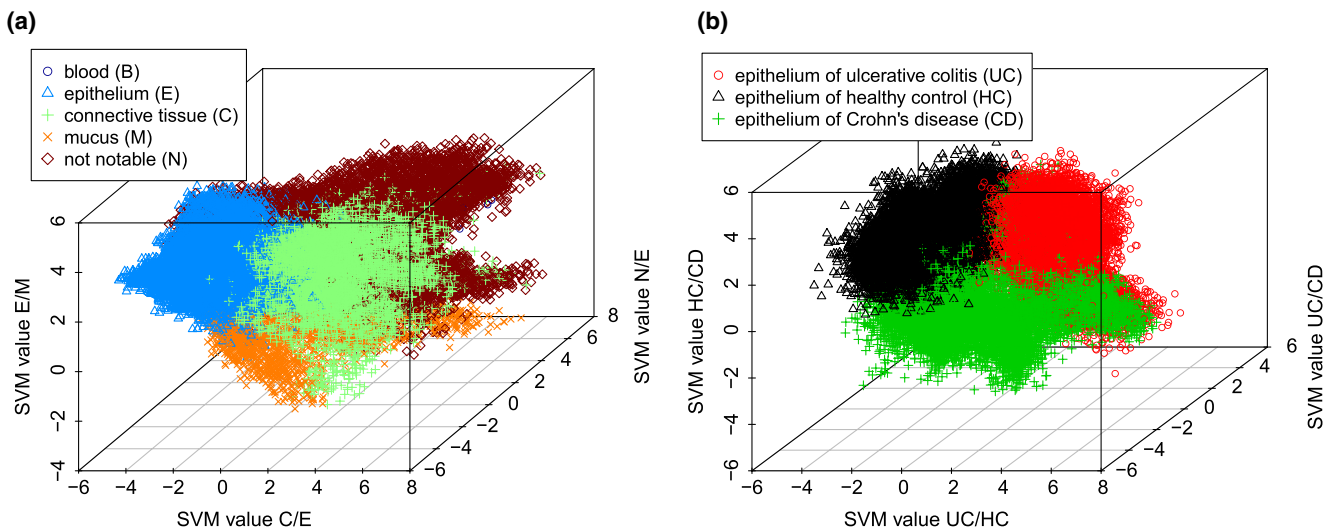 (a)
blood (B)
epithelium (E)
connective tissue (C)
mucus (M)
not notable (N)
SVM value E/M
6
4
2
0
−2
−4
−6 −4 −2 0 2 4 6 8
SVM value C/E
−6
−4
−2
0
2
4
6
8
SVM value N/E
(b)
epithelium of ulcerative colitis (UC)
epithelium of healthy control (HC)
epithelium of Crohn's disease (CD)
SVM value HC/CD
6
4
2
0
−2
−4
−6
−6 −4 −2 0 2 4 6 8
SVM value UC/HC
−6
−4
−2
0
2
4
6
SVM value UC/CD